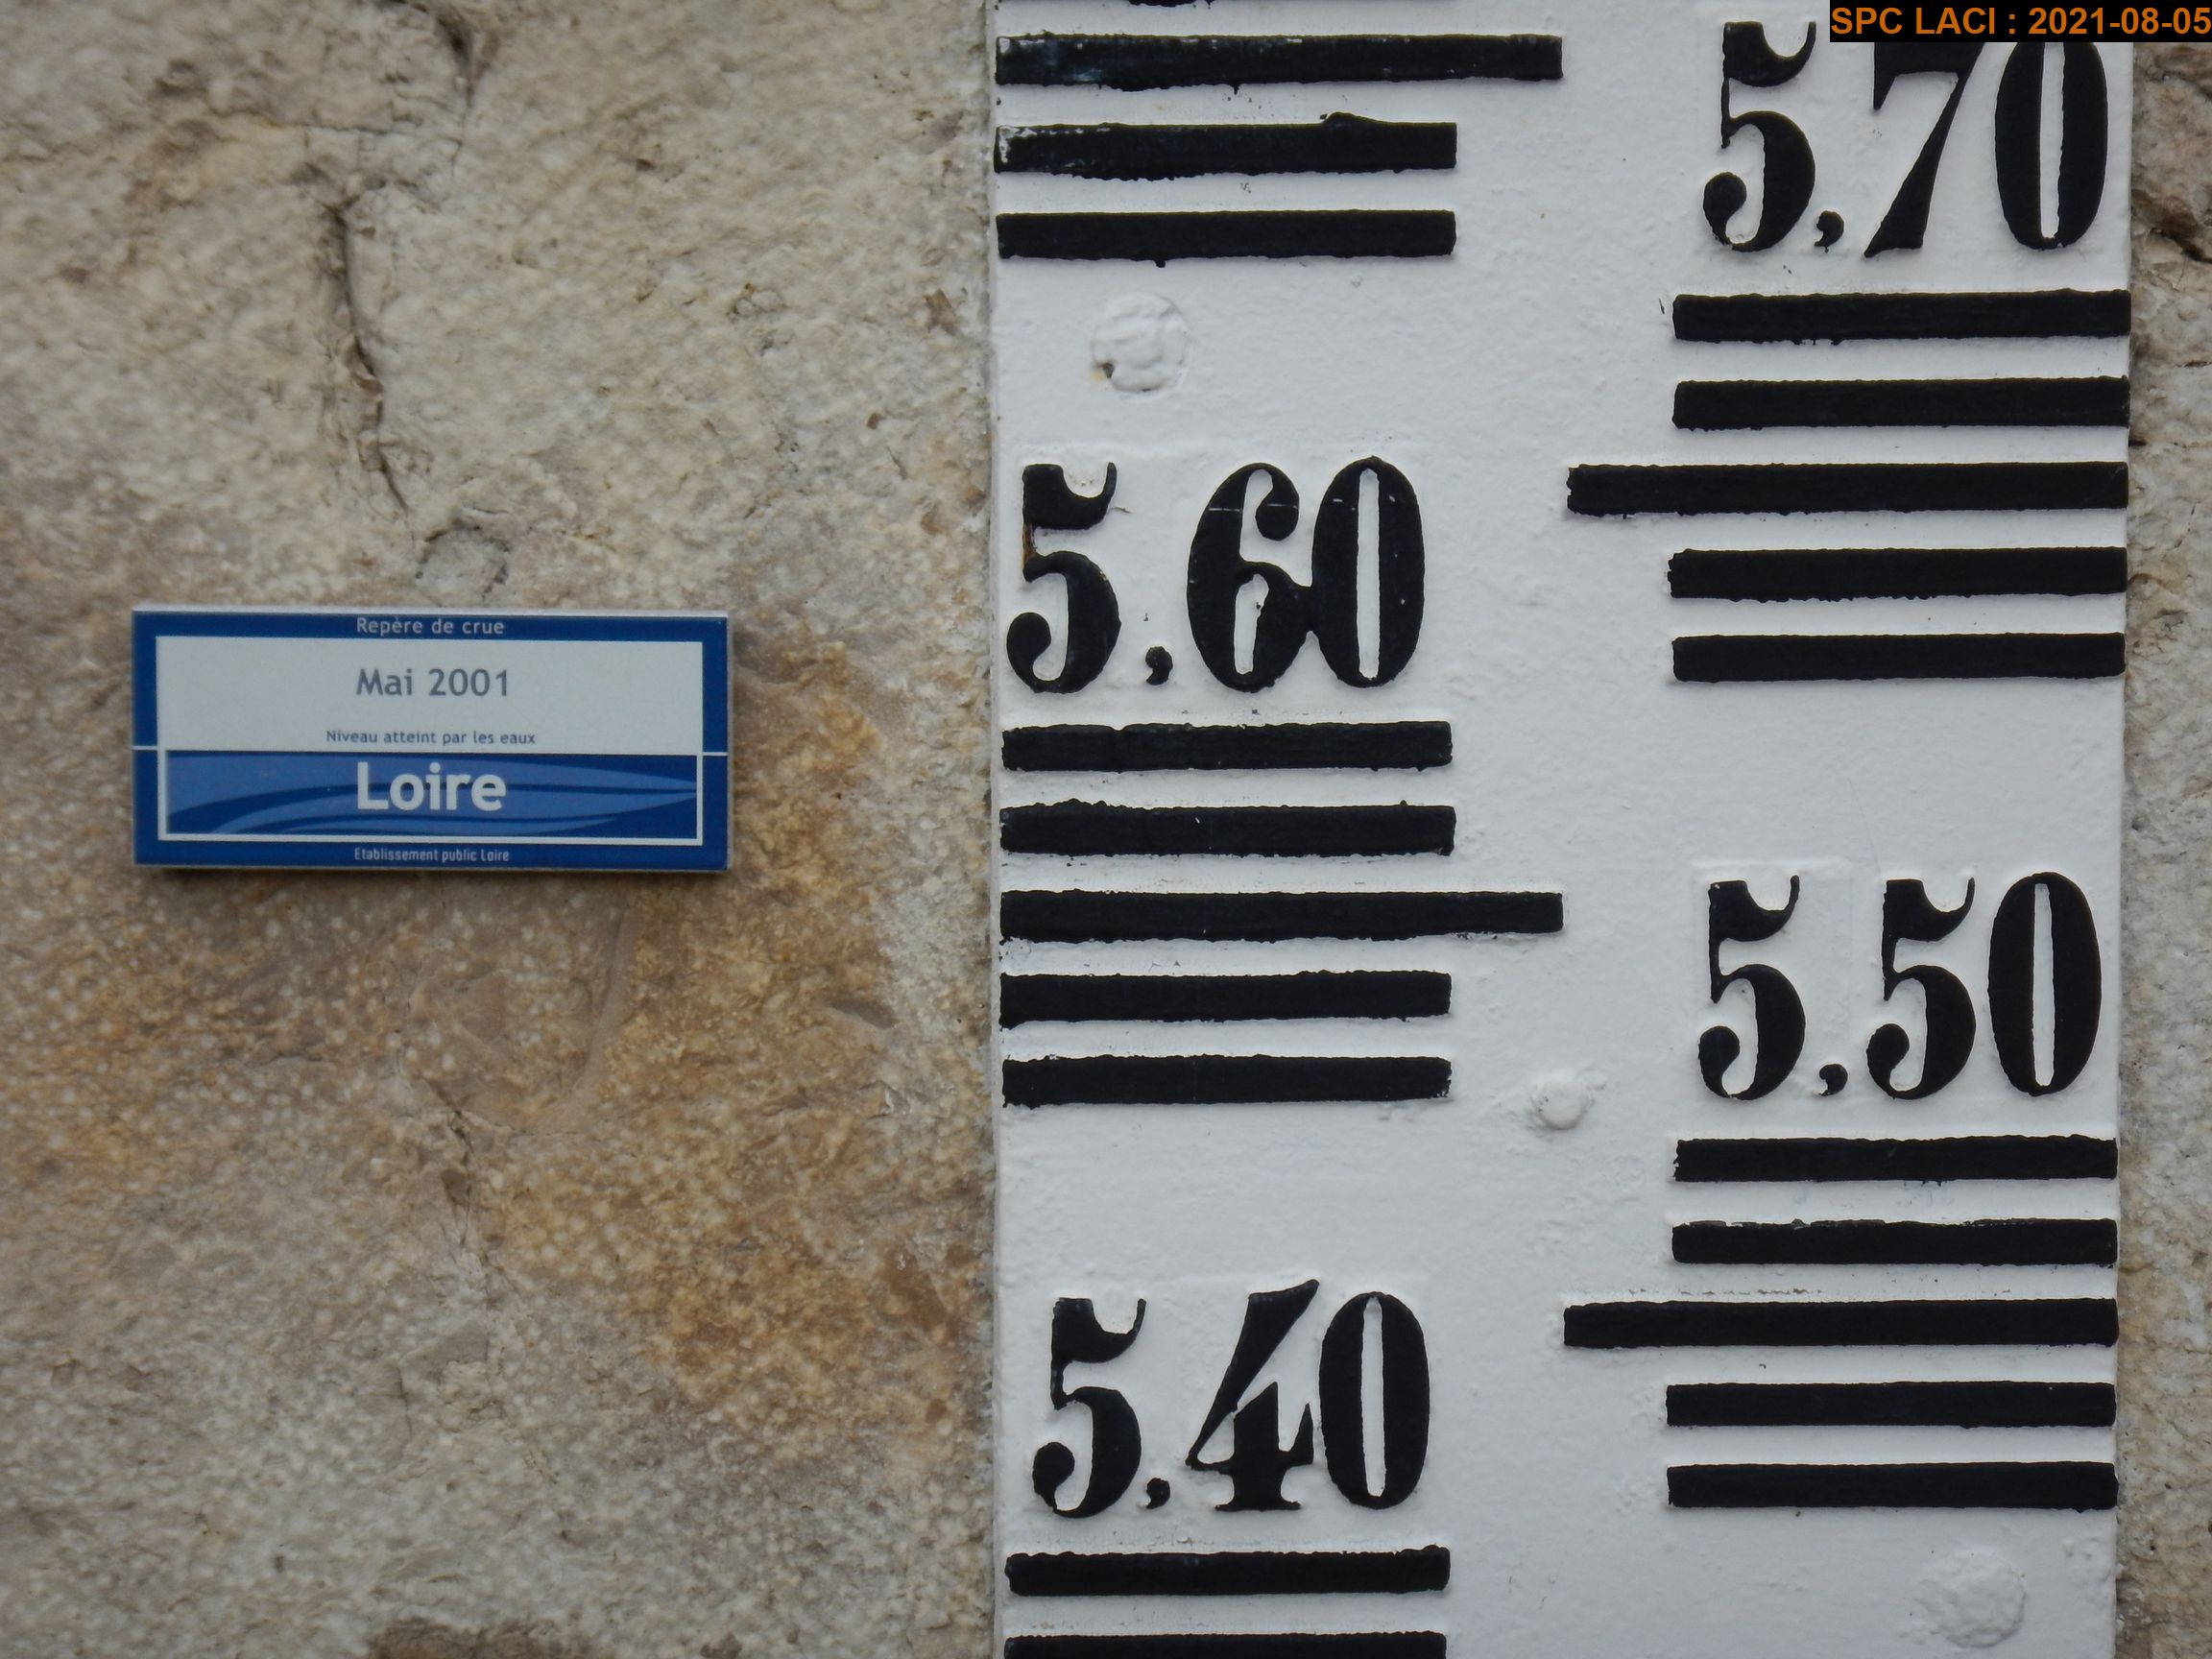 SPC LACI : 2021-08-05
5,70
5,60
Repère de crue
Mai 2001
Niveau atteint par les eaux
Loire
Etablissement public Loire
5,50
5,40